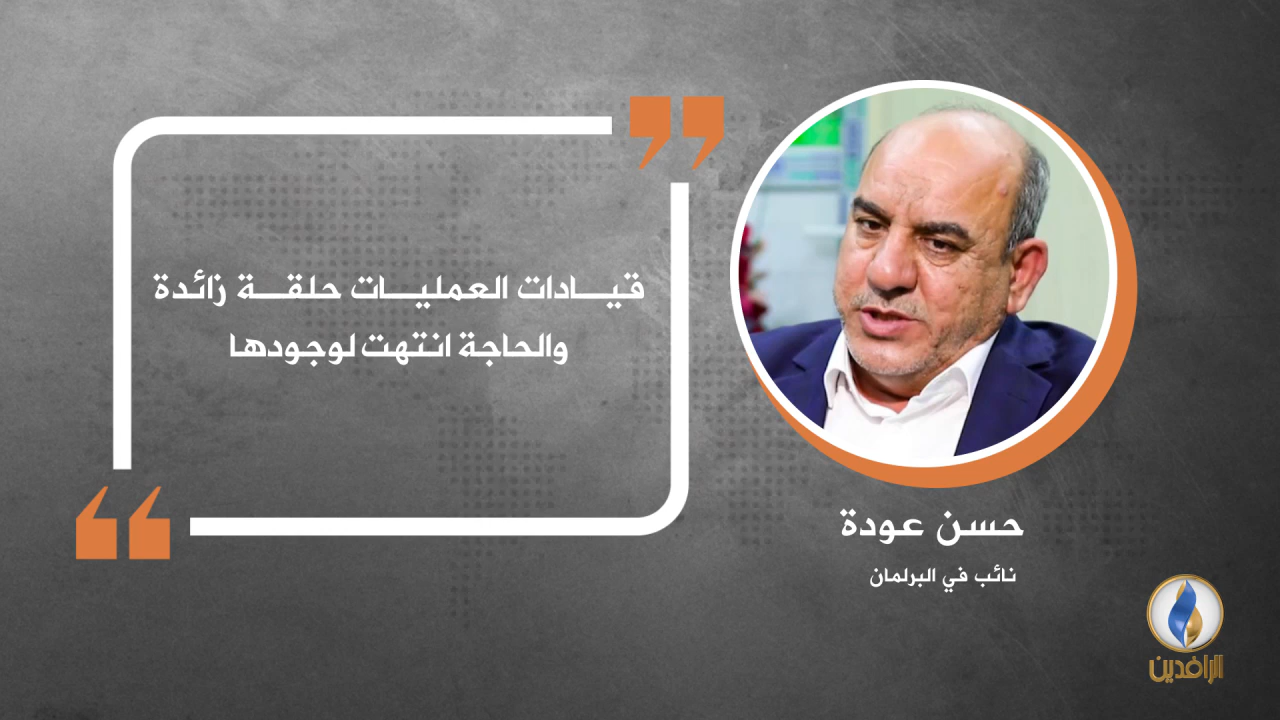 قيادات العمليات حلقة زائدة
والحاجة انتهت لوجودها
حسن عودة
نائب في البرلمان
الرافدين